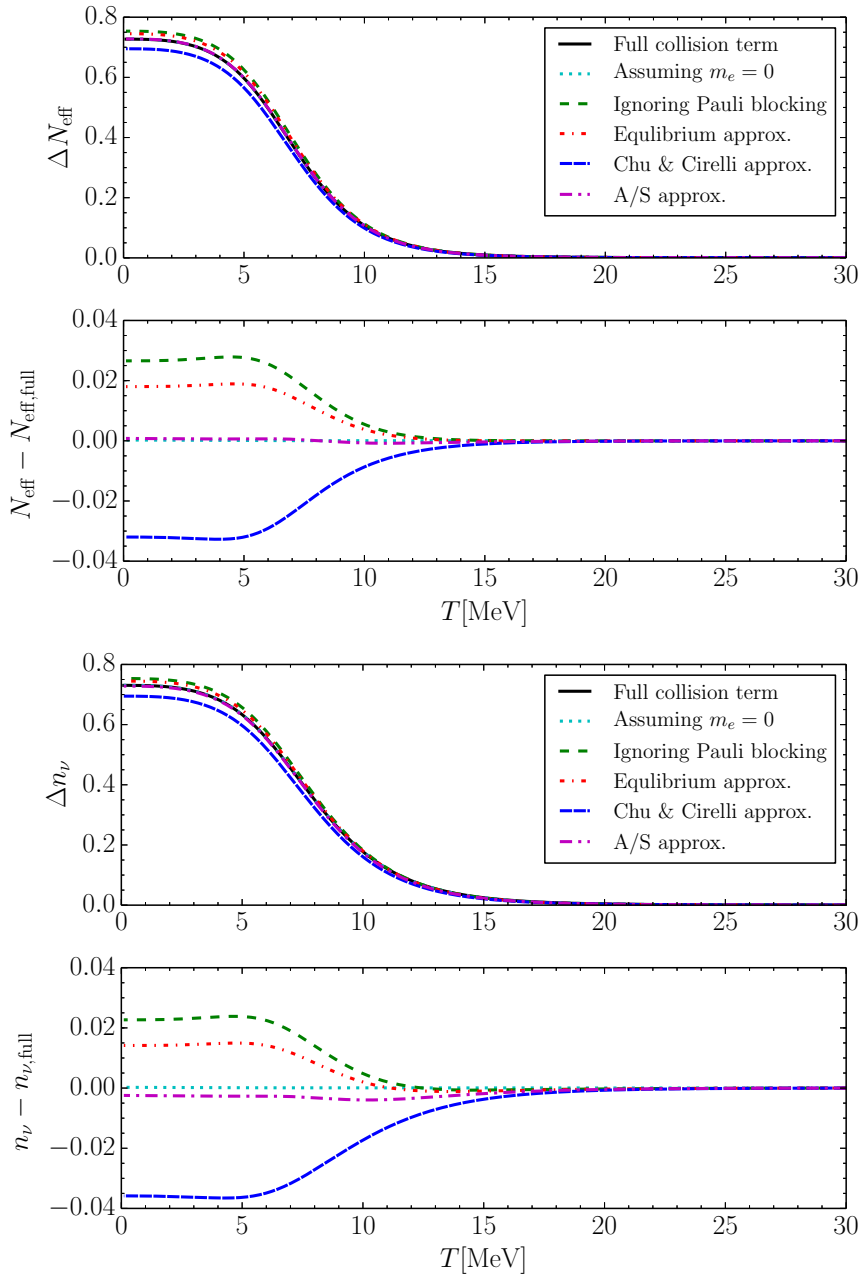 0.8
0.6
0.4
0.2
0.0
ΔN_eff
Full collision term
Assuming m_e = 0
Ignoring Pauli blocking
Equlibrium approx.
Chu & Cirelli approx.
A/S approx.
0 5 10 15 20 25 30
0.04
0.02
0.00
−0.02
−0.04
N_eff − N_eff,full
0 5 10 15 20 25 30
T[MeV]
0.8
0.6
0.4
0.2
0.0
Δn_ν
Full collision term
Assuming m_e = 0
Ignoring Pauli blocking
Equlibrium approx.
Chu & Cirelli approx.
A/S approx.
0 5 10 15 20 25 30
0.04
0.02
0.00
−0.02
−0.04
n_ν − n_ν,full
0 5 10 15 20 25 30
T[MeV]